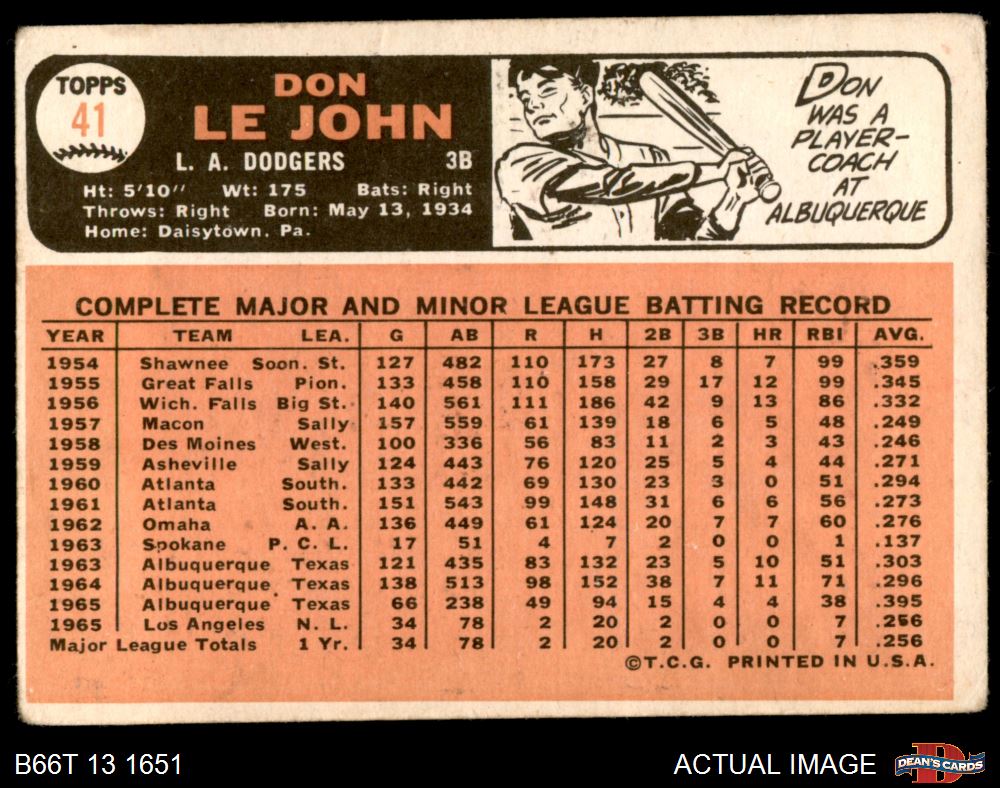 TOPPS
41
DON
LE JOHN
L. A. DODGERS 3B
Ht: 5'10" Wt: 175 Bats: Right
Throws: Right Born: May 13, 1934
Home: Daisytown, Pa.
DON
WAS A
PLAYER-
COACH
AT
ALBUQUERQUE
COMPLETE MAJOR AND MINOR LEAGUE BATTING RECORD
YEAR TEAM LEA. G AB R H 2B 3B HR RBI AVG.
1954 Shawnee Soon. St. 127 482 110 173 27 8 7 99 .359
1955 Great Falls Pion. 133 458 110 158 29 17 12 99 .345
1956 Wich. Falls Big St. 140 561 111 186 42 9 13 86 .332
1957 Macon Sally 157 559 61 139 18 6 5 48 .249
1958 Des Moines West. 100 336 56 83 11 2 3 43 .246
1959 Asheville Sally 124 443 76 120 25 5 4 44 .271
1960 Atlanta South. 133 442 69 130 23 3 0 51 .294
1961 Atlanta South. 151 543 99 148 31 6 6 56 .273
1962 Omaha A. A. 136 449 61 124 20 7 7 60 .276
1963 Spokane P. C. L. 17 51 4 7 2 0 0 1 .137
1963 Albuquerque Texas 121 435 83 132 23 5 10 51 .303
1964 Albuquerque Texas 138 513 98 152 38 7 11 71 .296
1965 Albuquerque Texas 66 238 49 94 15 4 4 38 .395
1965 Los Angeles N. L. 34 78 2 20 2 0 0 7 .256
Major League Totals 1 Yr. 34 78 2 20 2 0 0 7 .256
©T.C.G. PRINTED IN U.S.A.
B66T 13 1651 ACTUAL IMAGE
DEAN'S CARDS